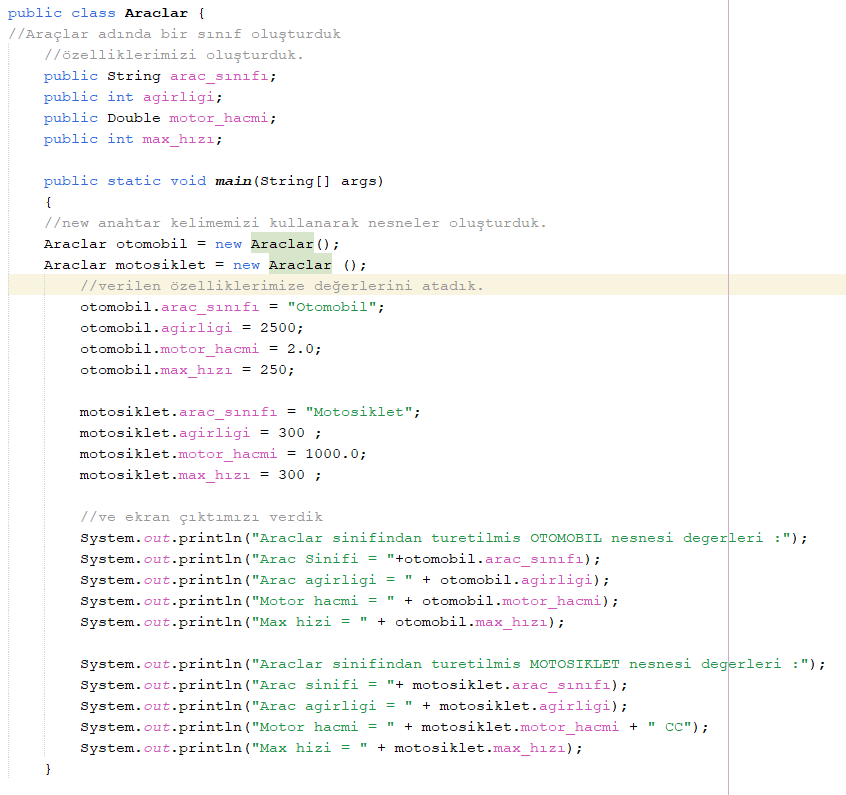 public class Araclar {
//Araçlar adında bir sınıf oluşturduk
//özelliklerimizi oluşturduk.
public String arac_sınıfı;
public int agirligi;
public Double motor_hacmi;
public int max_hızı;
public static void main(String[] args)
{
//new anahtar kelimemizi kullanarak nesneler oluşturduk.
Araclar otomobil = new Araclar();
Araclar motosiklet = new Araclar ();
//verilen özelliklerimize değerlerini atadık.
otomobil.arac_sınıfı = "Otomobil";
otomobil.agirligi = 2500;
otomobil.motor_hacmi = 2.0;
otomobil.max_hızı = 250;
motosiklet.arac_sınıfı = "Motosiklet";
motosiklet.agirligi = 300 ;
motosiklet.motor_hacmi = 1000.0;
motosiklet.max_hızı = 300 ;
//ve ekran çıktımızı verdik
System.out.println("Araclar sinifindan turetilmis OTOMOBIL nesnesi degerleri :");
System.out.println("Arac Sinifi = "+otomobil.arac_sınıfı);
System.out.println("Arac agirligi = " + otomobil.agirligi);
System.out.println("Motor hacmi = " + otomobil.motor_hacmi);
System.out.println("Max hizi = " + otomobil.max_hızı);
System.out.println("Araclar sinifindan turetilmis MOTOSIKLET nesnesi degerleri :");
System.out.println("Arac sinifi = "+ motosiklet.arac_sınıfı);
System.out.println("Arac agirligi = " + motosiklet.agirligi);
System.out.println("Motor hacmi = " + motosiklet.motor_hacmi + " CC");
System.out.println("Max hizi = " + motosiklet.max_hızı);
}